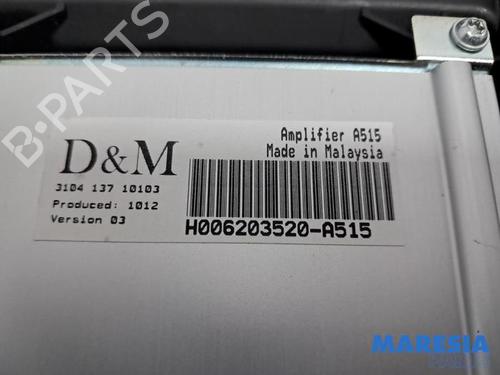 B-PARTS
Amplifier A515
Made in Malaysia
D&M
3104 137 10103
Produced: 1012
Version 03
H006203520-A515
MARESIA